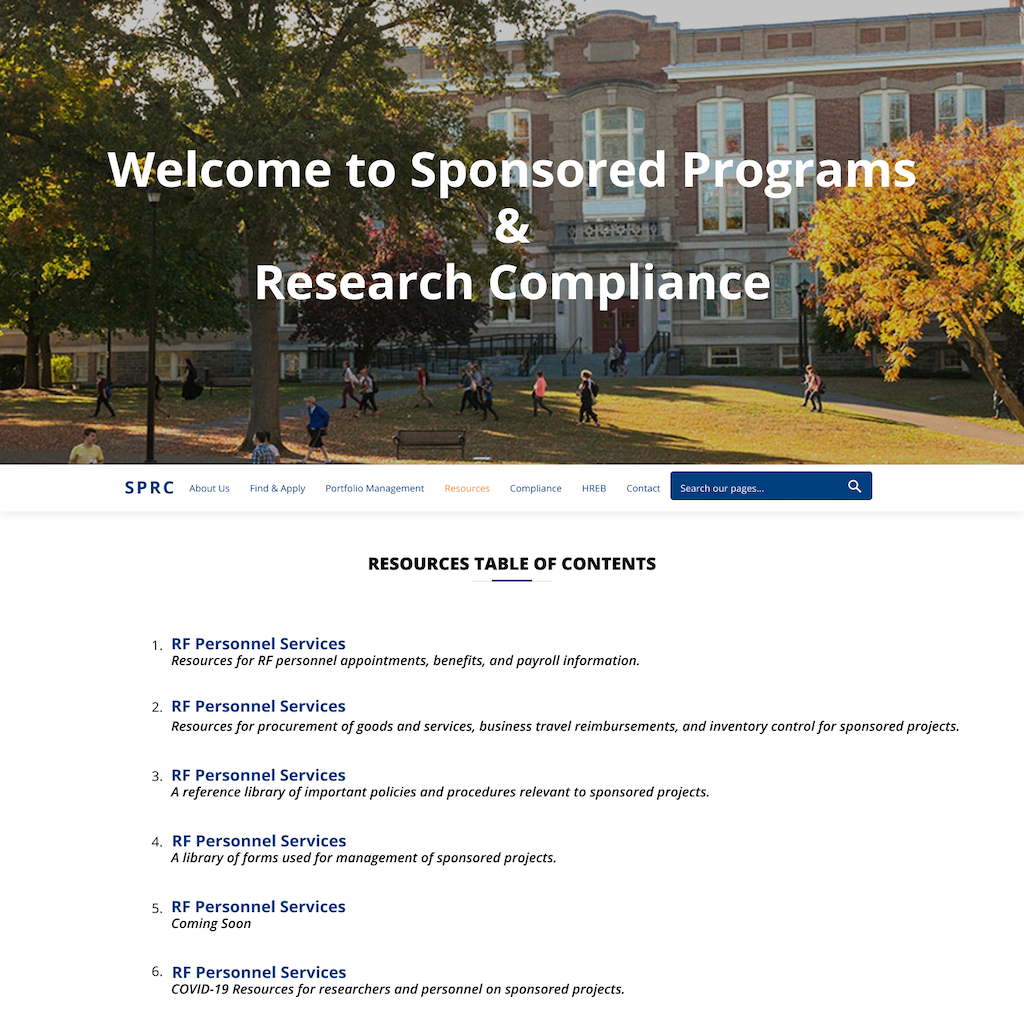 Welcome to Sponsored Programs
&
Research Compliance
SPRC About Us Find & Apply Portfolio Management Resources Compliance HREB Contact Search our pages...
RESOURCES TABLE OF CONTENTS
1. RF Personnel Services
Resources for RF personnel appointments, benefits, and payroll information.
2. RF Personnel Services
Resources for procurement of goods and services, business travel reimbursements, and inventory control for sponsored projects.
3. RF Personnel Services
A reference library of important policies and procedures relevant to sponsored projects.
4. RF Personnel Services
A library of forms used for management of sponsored projects.
5. RF Personnel Services
Coming Soon
6. RF Personnel Services
COVID-19 Resources for researchers and personnel on sponsored projects.